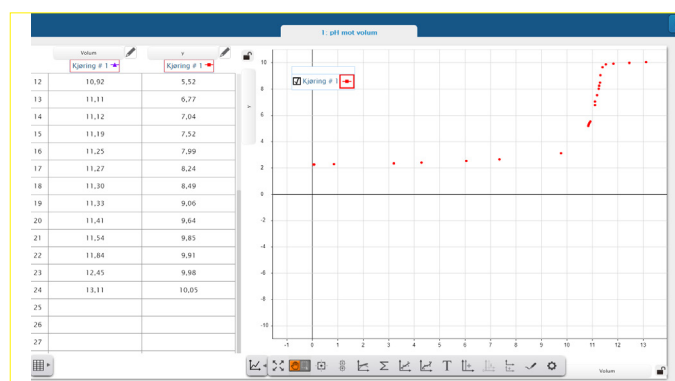 1: pH mot volum
Volum y
Kjøring # 1 Kjøring # 1
12 10,92 5,52
13 11,11 6,77
14 11,12 7,04
15 11,19 7,52
16 11,25 7,99
17 11,27 8,24
18 11,30 8,49
19 11,33 9,06
20 11,41 9,64
21 11,54 9,85
22 11,84 9,91
23 12,45 9,98
24 13,11 10,05
25
26
27
Kjøring # 1
10
8
6
4
2
0
-2
-4
-6
-8
-10
-1 0 1 2 3 4 5 6 7 8 9 10 11 12 13
Volum